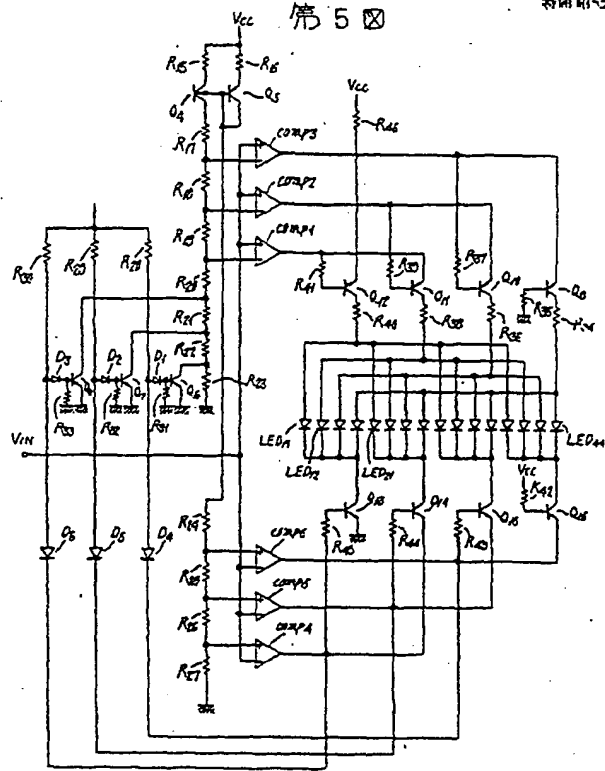 第5図
Vcc
R15
R16
Q4
Q5
R17
COMP3
Vcc
R46
R18
COMP2
R19
COMP1
R32
R29
R28
R20
R41
R39
R37
Q12
Q11
Q10
Q9
R35
R21
R40
R38
R36
R22
D3
D2
D1
Q8
Q7
Q6
R23
R33
R32
R31
LED11
LED12
LED21
LED44
VIN
Vcc
R42
R24
Q13
Q14
Q15
Q16
R45
R44
R43
D6
D5
D4
COMP6
R25
COMP5
R26
COMP4
R27